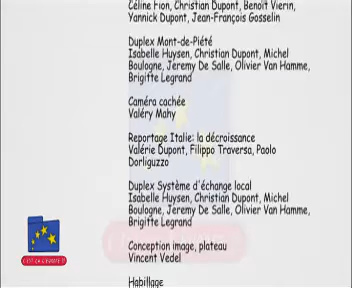 Céline Fion, Christian Dupont, Benoît Vierin,
Yannick Dupont, Jean-François Gosselin
Duplex Mont-de-Piété
Isabelle Huysen, Christian Dupont, Michel
Boulogne, Jeremy De Salle, Olivier Van Hamme,
Brigitte Legrand
Caméra cachée
Valéry Mahy
Reportage Italie: la décroissance
Valérie Dupont, Filippo Traversa, Paolo
Dorliguzzo
Duplex Système d'échange local
Isabelle Huysen, Christian Dupont, Michel
Boulogne, Jeremy De Salle, Olivier Van Hamme,
Brigitte Legrand
Conception image, plateau
Vincent Vedel
Habillage